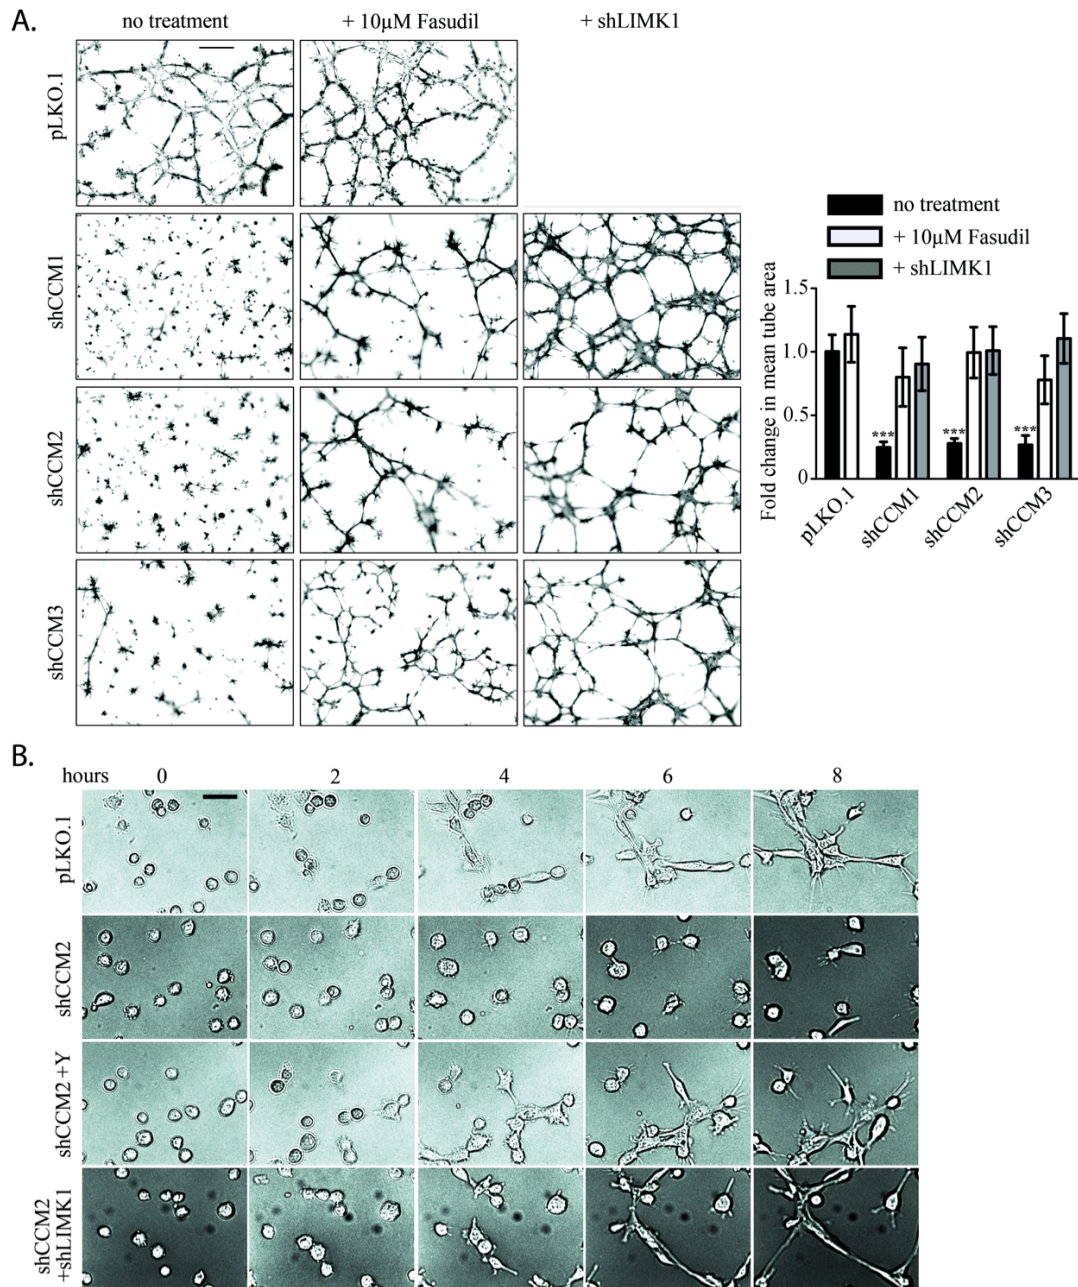 A.
no treatment
+ 10µM Fasudil
+ shLIMK1
pLKO.1
shCCM1
shCCM2
shCCM3
no treatment
+ 10µM Fasudil
+ shLIMK1
Fold change in mean tube area
1.5
1.0
0.5
0
***
***
***
pLKO.1
shCCM1
shCCM2
shCCM3
B.
hours 0 2 4 6 8
pLKO.1
shCCM2
shCCM2 +Y
shCCM2
+shLIMK1